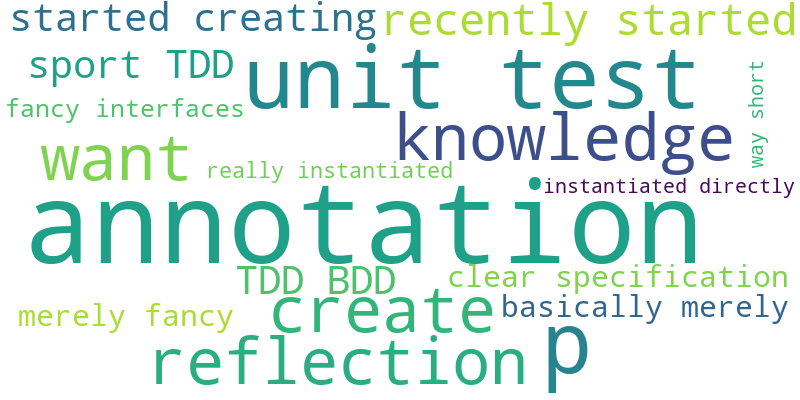 started creating
recently started
sport TDD
unit test
way short
fancy interfaces
knowledge
want
really instantiated
instantiated directly
annotation
TDD BDD
clear specification
create
basically merely
merely fancy
reflection
p